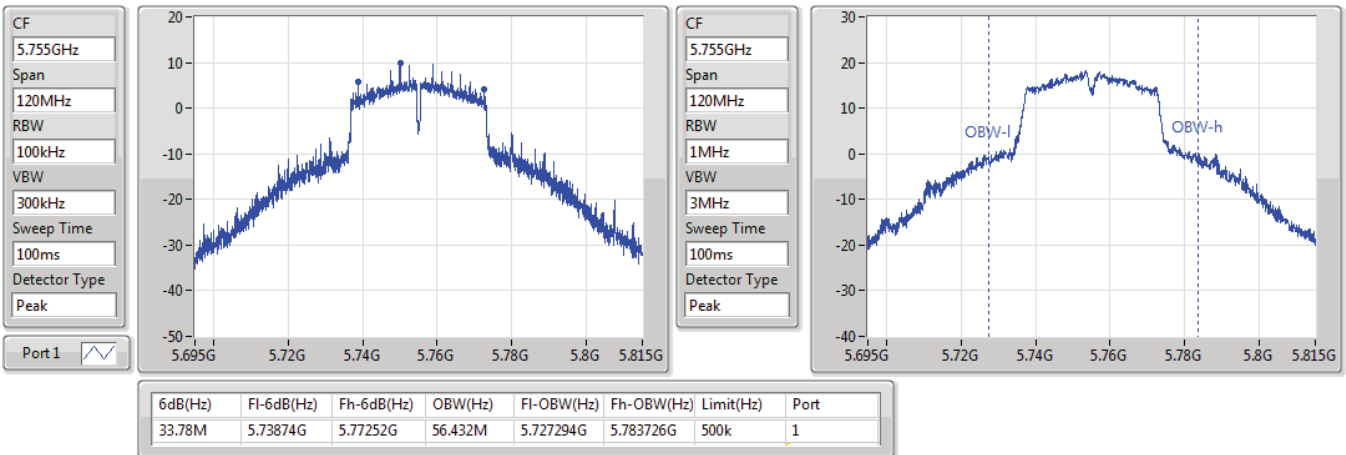 CF
5.755GHz
Span
120MHz
RBW
100kHz
VBW
300kHz
Sweep Time
100ms
Detector Type
Peak
Port 1
20
10
0
-10
-20
-30
-40
-50
5.695G 5.72G 5.74G 5.76G 5.78G 5.8G 5.815G
CF
5.755GHz
Span
120MHz
RBW
1MHz
VBW
3MHz
Sweep Time
100ms
Detector Type
Peak
30
20
10
0
-10
-20
-30
-40
OBW-l OBW-h
5.695G 5.72G 5.74G 5.76G 5.78G 5.8G 5.815G
6dB(Hz) Fl-6dB(Hz) Fh-6dB(Hz) OBW(Hz) Fl-OBW(Hz) Fh-OBW(Hz) Limit(Hz) Port
33.78M 5.73874G 5.77252G 56.432M 5.727294G 5.783726G 500k 1